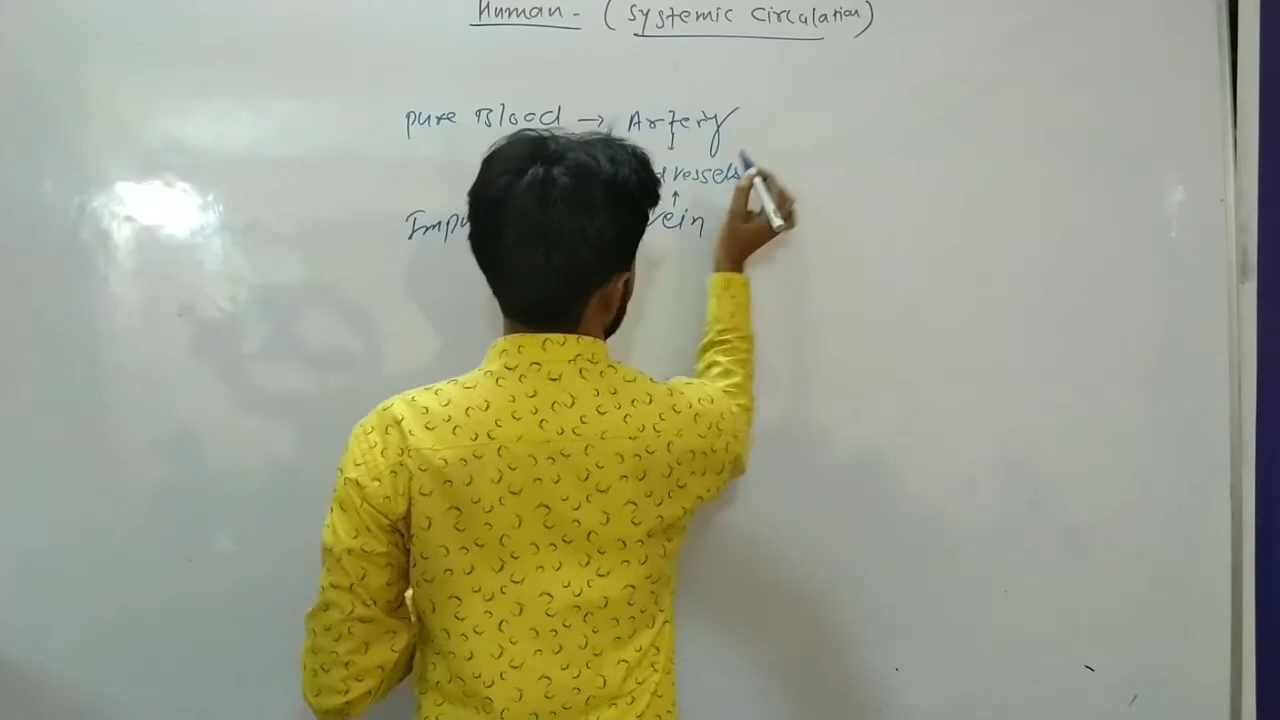 Human - (Systemic Circulation)
pure Blood → Artery
↓
vessels
↑
vein